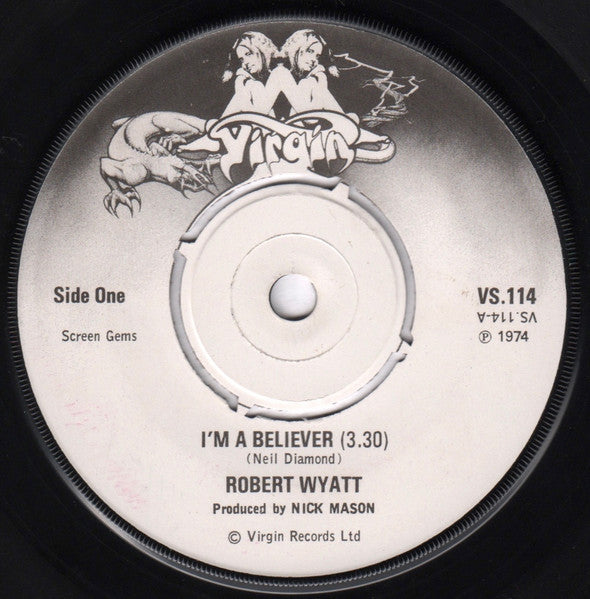 Virgin
Side One
VS.114
VS.114-A
Screen Gems
℗ 1974
I'M A BELIEVER (3.30)
(Neil Diamond)
ROBERT WYATT
Produced by NICK MASON
© Virgin Records Ltd